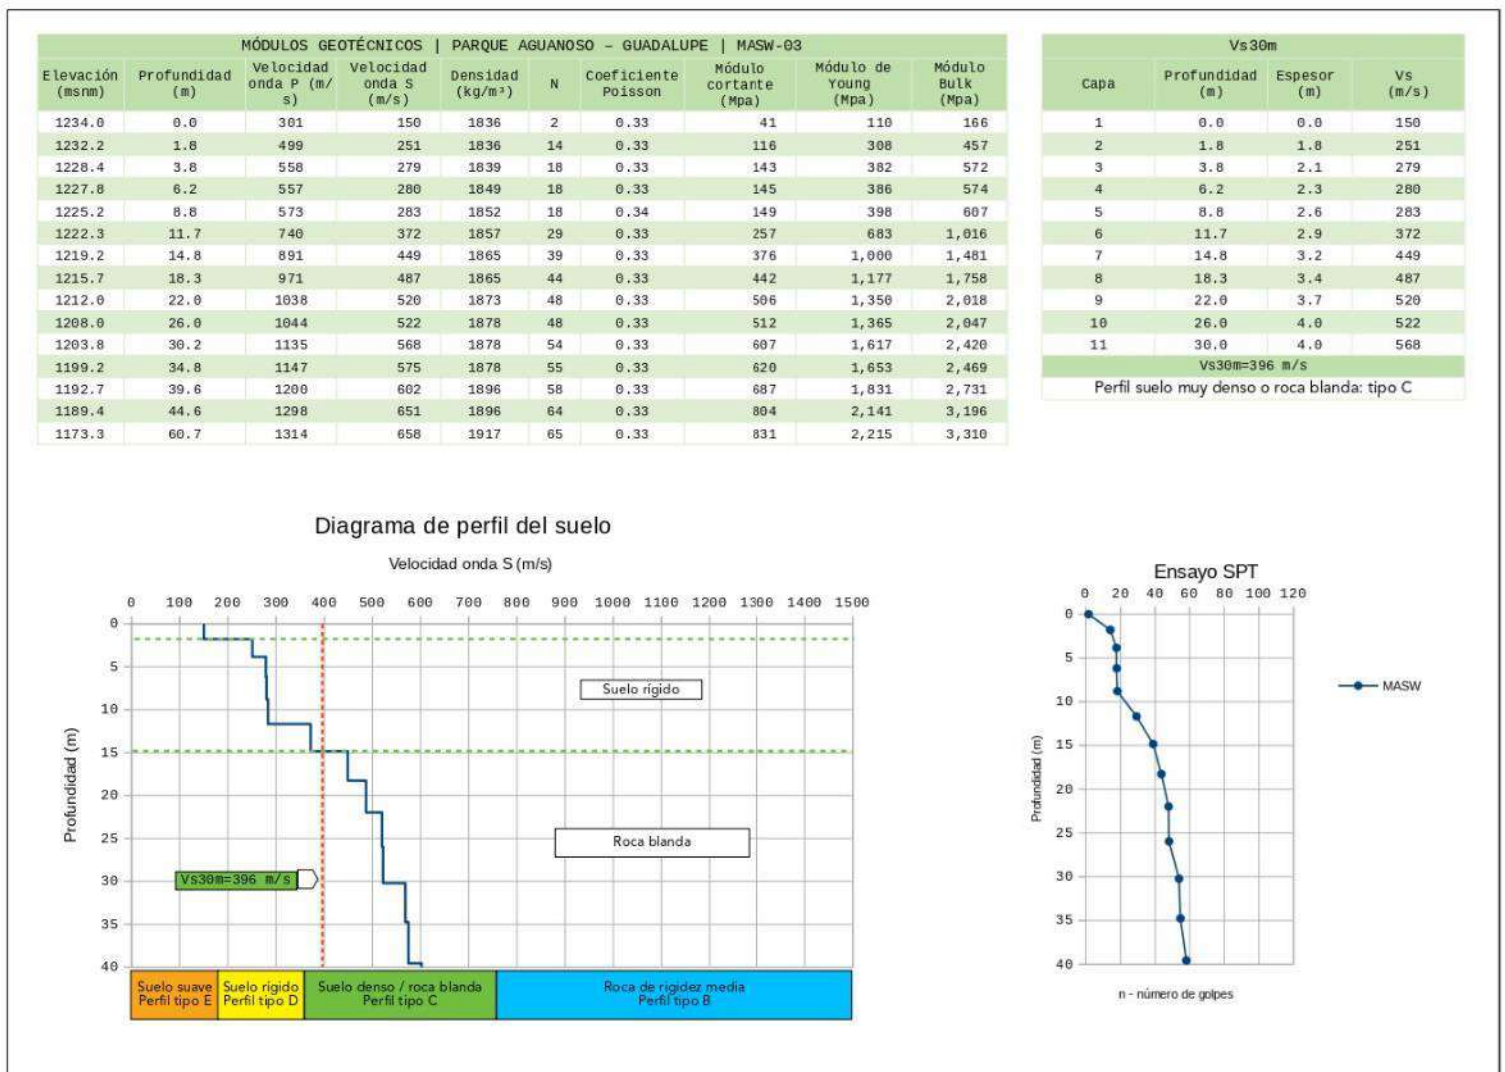 MÓDULOS GEOTÉCNICOS | PARQUE AGUANOSO – GUADALUPE | MASW-03
Elevación (msnm) Profundidad (m) Velocidad onda P (m/s) Velocidad onda S (m/s) Densidad (kg/m³) N Coeficiente Poisson Módulo cortante (Mpa) Módulo de Young (Mpa) Módulo Bulk (Mpa)
1234.0 0.0 301 150 1836 2 0.33 41 110 166
1232.2 1.8 499 251 1836 14 0.33 116 308 457
1228.4 3.8 558 279 1839 18 0.33 143 382 572
1227.8 6.2 557 280 1849 18 0.33 145 386 574
1225.2 8.8 573 283 1852 18 0.34 149 398 607
1222.3 11.7 740 372 1857 29 0.33 257 683 1,016
1219.2 14.8 891 449 1865 39 0.33 376 1,000 1,481
1215.7 18.3 971 487 1865 44 0.33 442 1,177 1,758
1212.0 22.0 1038 520 1873 48 0.33 506 1,350 2,018
1208.0 26.0 1044 522 1878 48 0.33 512 1,365 2,047
1203.8 30.2 1135 568 1878 54 0.33 607 1,617 2,420
1199.2 34.8 1147 575 1878 55 0.33 620 1,653 2,469
1192.7 39.6 1200 602 1896 58 0.33 687 1,831 2,731
1189.4 44.6 1298 651 1896 64 0.33 804 2,141 3,196
1173.3 60.7 1314 658 1917 65 0.33 831 2,215 3,310
Vs30m
Capa Profundidad (m) Espesor (m) Vs (m/s)
1 0.0 0.0 150
2 1.8 1.8 251
3 3.8 2.1 279
4 6.2 2.3 280
5 8.8 2.6 283
6 11.7 2.9 372
7 14.8 3.2 449
8 18.3 3.4 487
9 22.0 3.7 520
10 26.0 4.0 522
11 30.0 4.0 568
Vs30m=396 m/s
Perfil suelo muy denso o roca blanda: tipo C
Diagrama de perfil del suelo
Velocidad onda S (m/s)
0 100 200 300 400 500 600 700 800 900 1000 1100 1200 1300 1400 1500
Profundidad (m)
0
5
10
15
20
25
30
35
40
Suelo rígido
Roca blanda
Vs30m=396 m/s
Suelo suave Suelo rígido Suelo denso / roca blanda Roca de rigidez media
Perfil tipo E Perfil tipo D Perfil tipo C Perfil tipo B
Ensayo SPT
0 20 40 60 80 100 120
Profundidad (m)
0
5
10
15
20
25
30
35
40
MASW
n - número de golpes